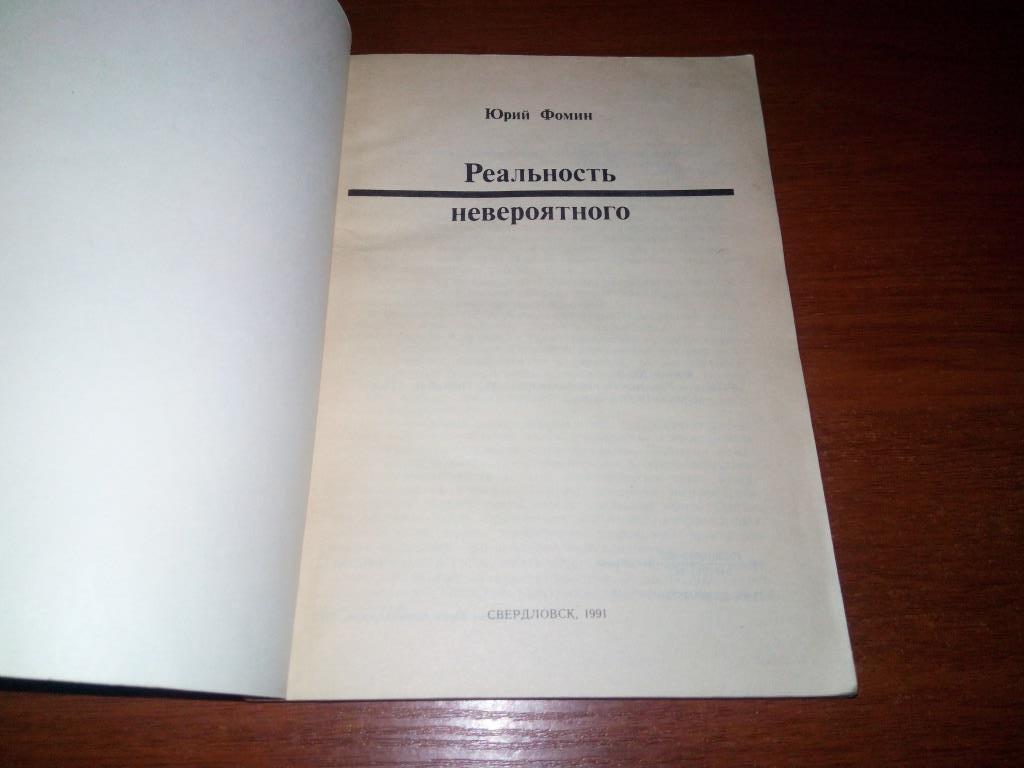 Юрий Фомин
Реальность
невероятного
СВЕРДЛОВСК, 1991